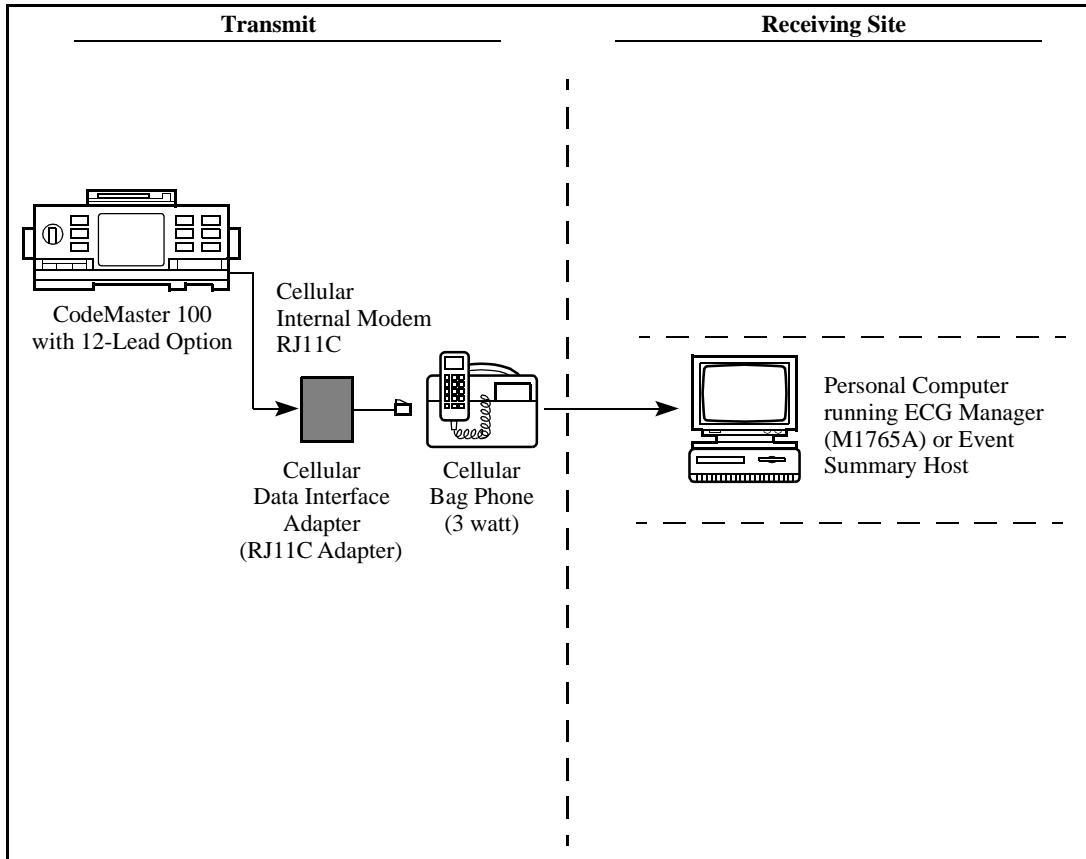 Transmit
Receiving Site
CodeMaster 100
with 12-Lead Option
Cellular
Internal Modem
RJ11C
Cellular
Data Interface
Adapter
(RJ11C Adapter)
Cellular
Bag Phone
(3 watt)
Personal Computer
running ECG Manager
(M1765A) or Event
Summary Host